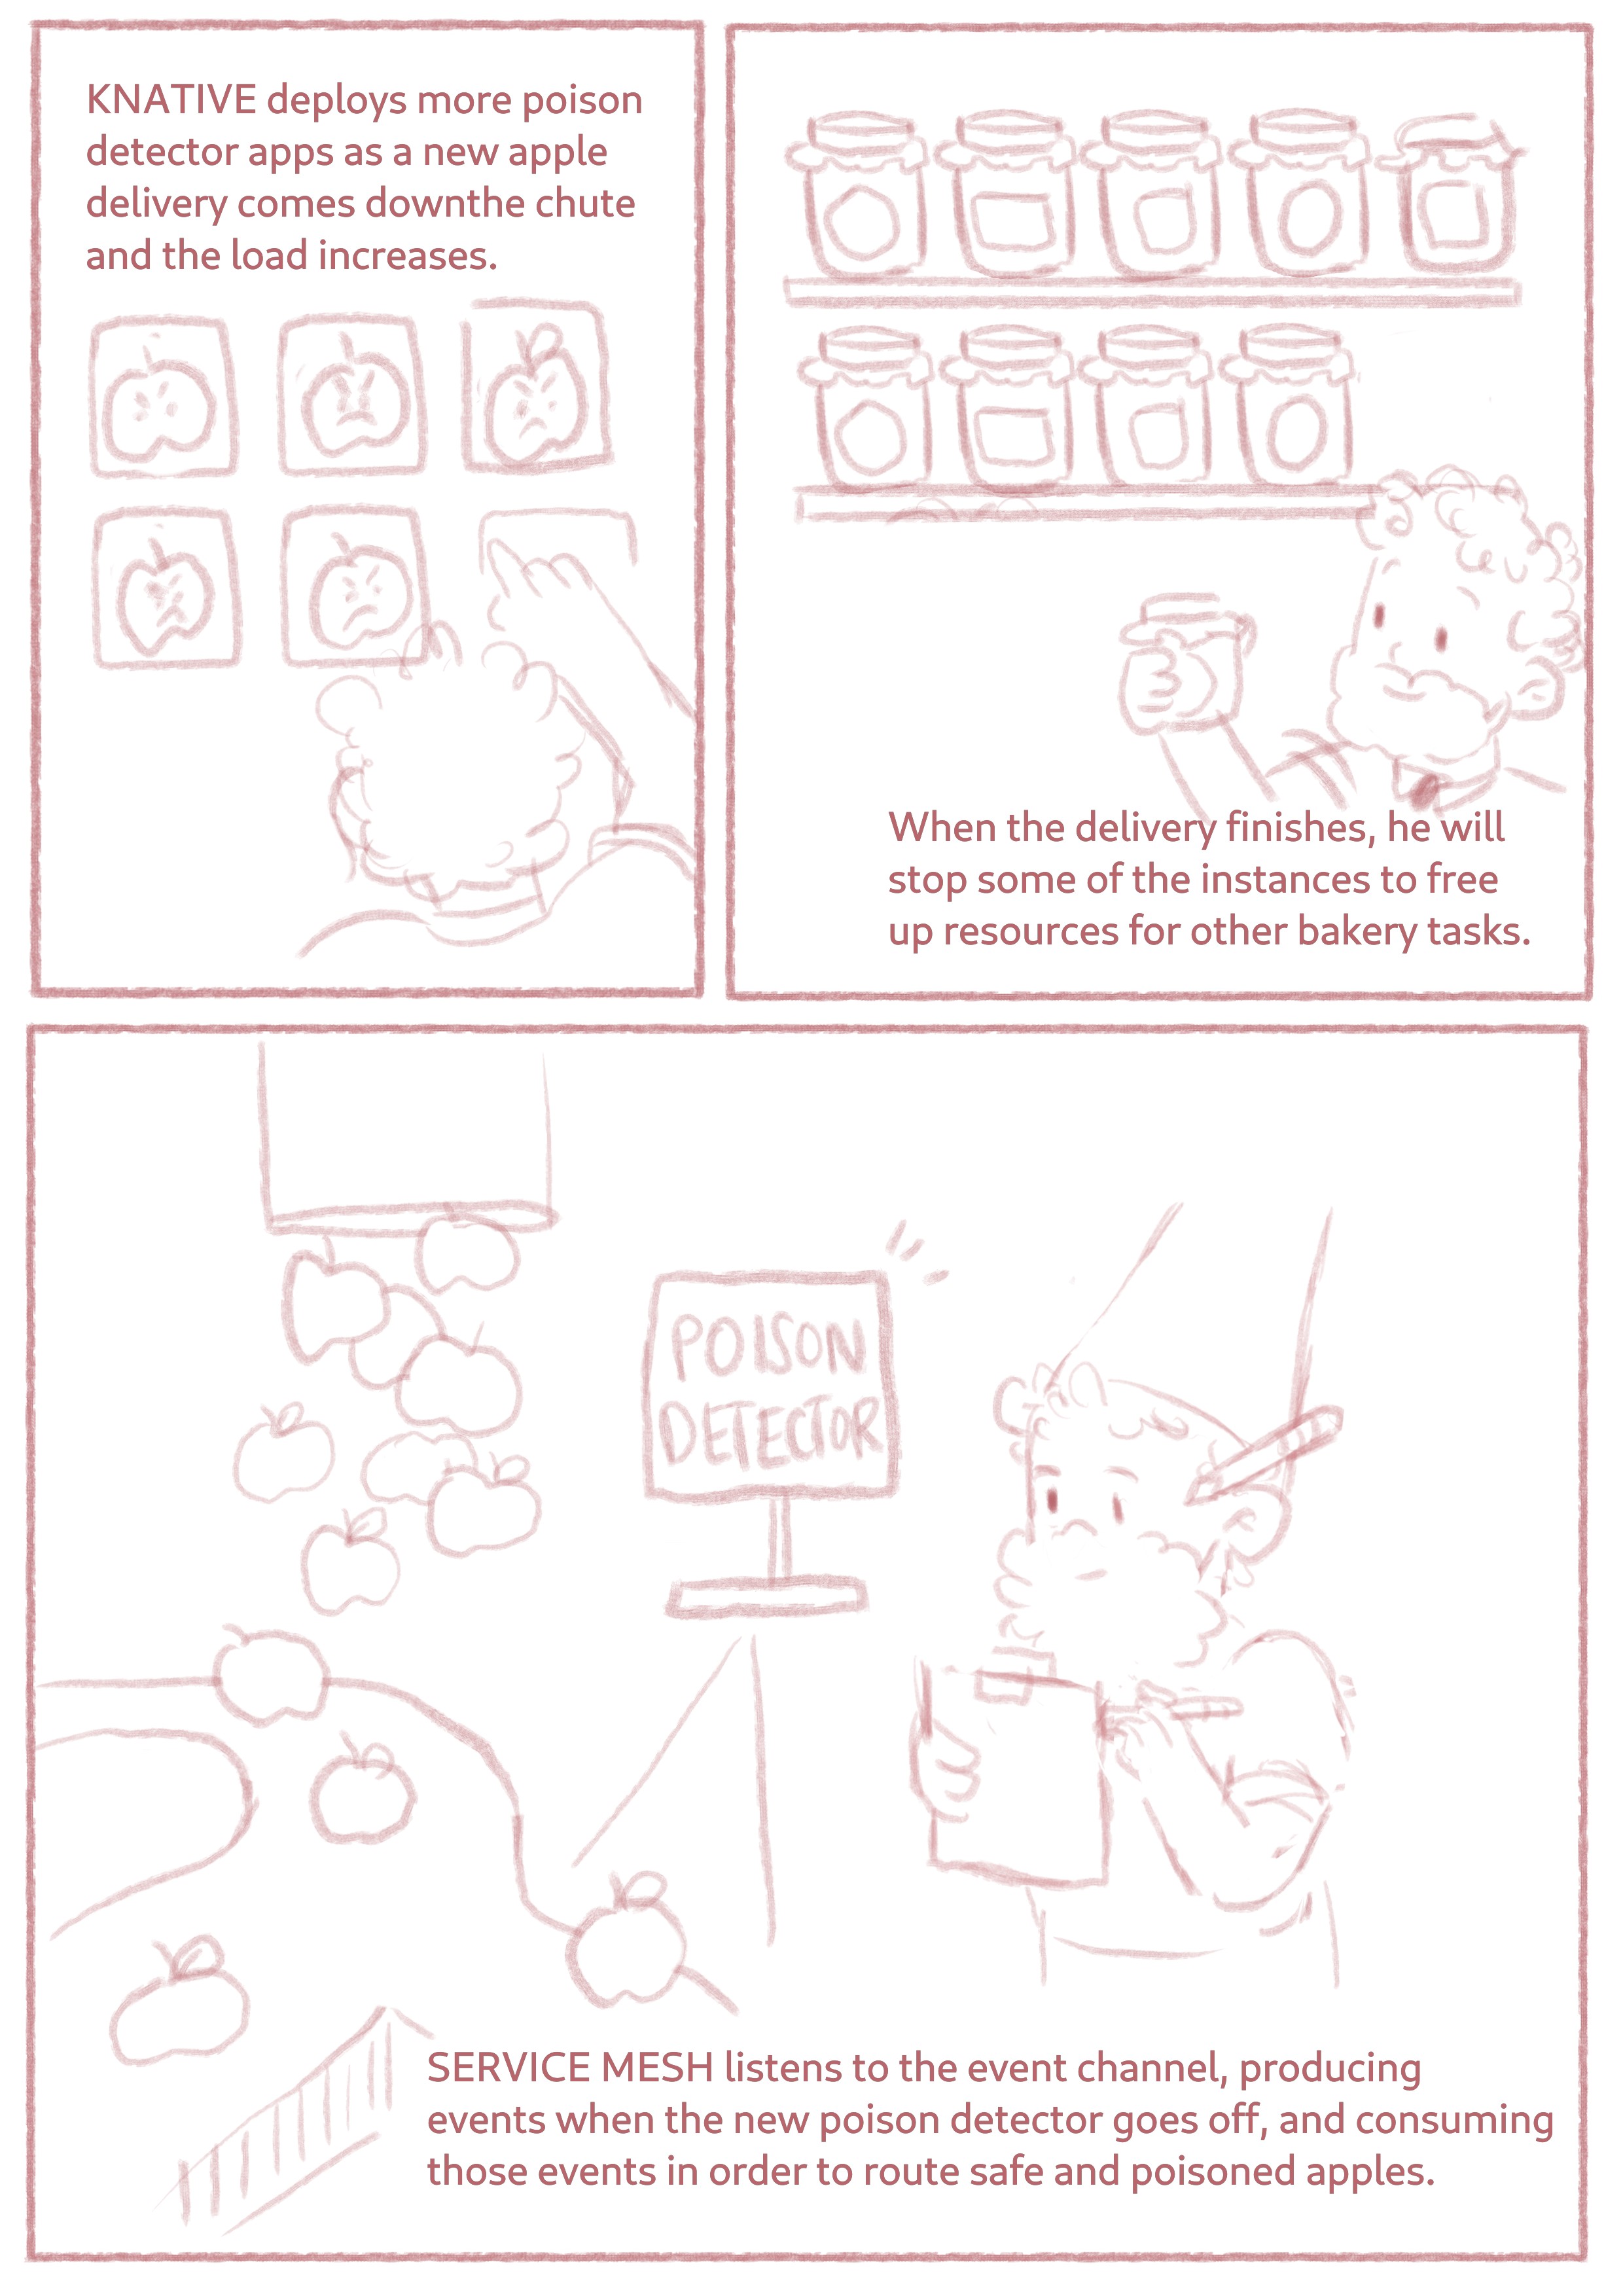 KNATIVE deploys more poison
detector apps as a new apple
delivery comes downthe chute
and the load increases.
When the delivery finishes, he will
stop some of the instances to free
up resources for other bakery tasks.
POISON
DETECTOR
SERVICE MESH listens to the event channel, producing
events when the new poison detector goes off, and consuming
those events in order to route safe and poisoned apples.